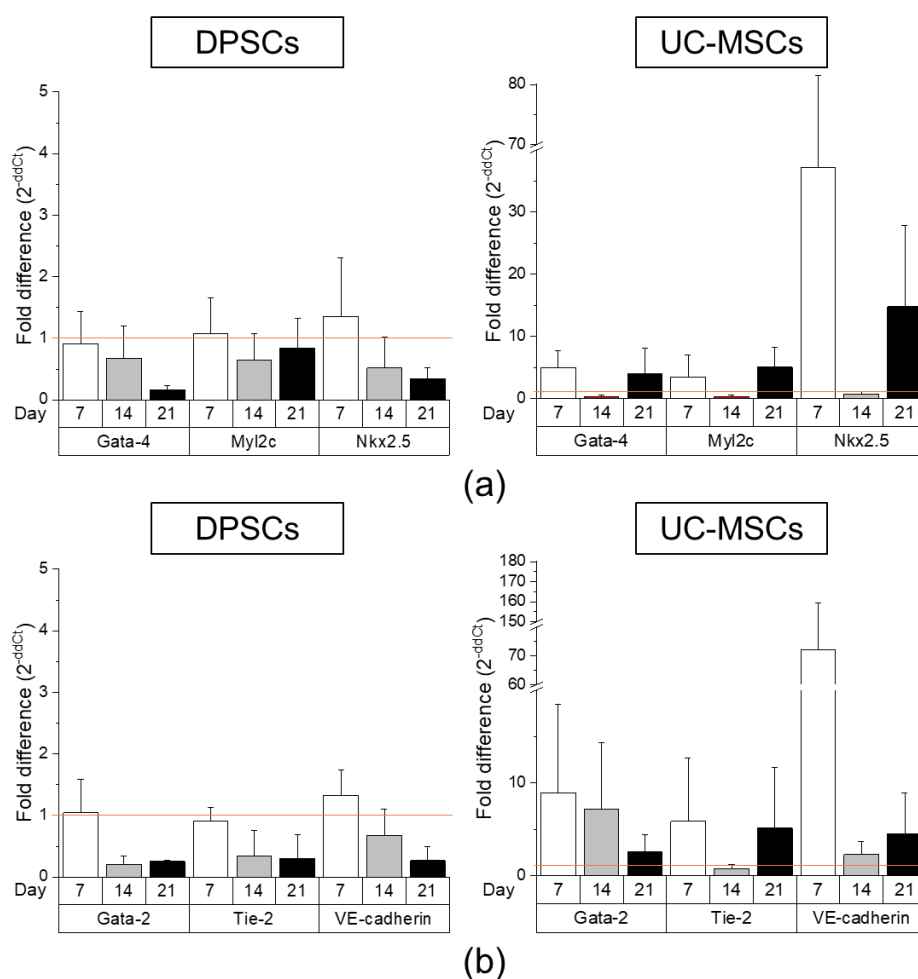 DPSCs
UC-MSCs
Fold difference (2^-ddCt)
5
4
3
2
1
0
Day 7 14 21 7 14 21 7 14 21
Gata-4 Myl2c Nkx2.5
Fold difference (2^-ddCt)
80
70
30
20
10
0
Day 7 14 21 7 14 21 7 14 21
Gata-4 Myl2c Nkx2.5
(a)
DPSCs
UC-MSCs
Fold difference (2^-ddCt)
5
4
3
2
1
0
Day 7 14 21 7 14 21 7 14 21
Gata-2 Tie-2 VE-cadherin
Fold difference (2^-ddCt)
180
170
160
150
70
60
10
0
Day 7 14 21 7 14 21 7 14 21
Gata-2 Tie-2 VE-cadherin
(b)